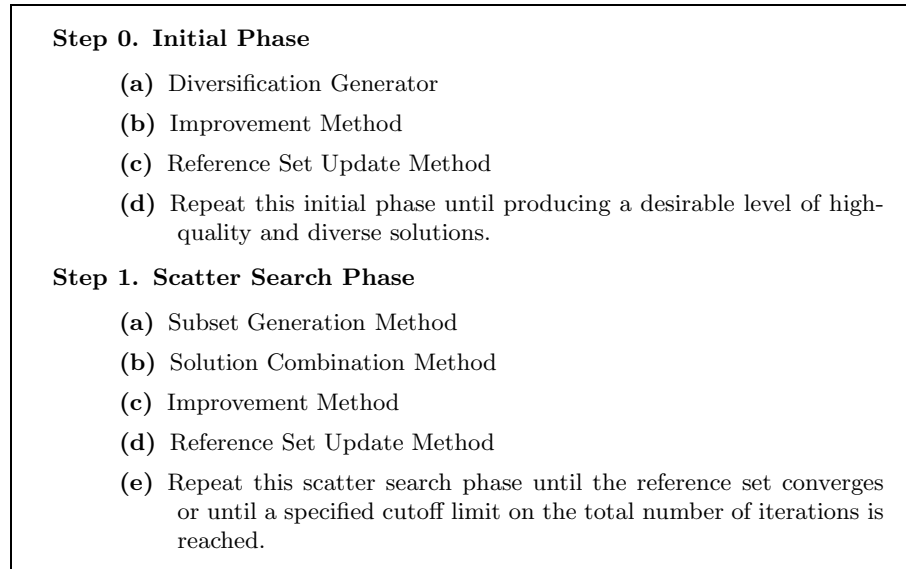 Step 0. Initial Phase
(a) Diversification Generator
(b) Improvement Method
(c) Reference Set Update Method
(d) Repeat this initial phase until producing a desirable level of high-
quality and diverse solutions.
Step 1. Scatter Search Phase
(a) Subset Generation Method
(b) Solution Combination Method
(c) Improvement Method
(d) Reference Set Update Method
(e) Repeat this scatter search phase until the reference set converges
or until a specified cutoff limit on the total number of iterations is
reached.